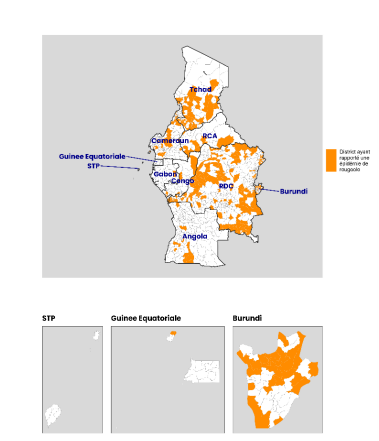 Tchad
Cameroun
RCA
Guinee Equatoriale
STP
Gabon
Congo
RDC
Burundi
Angola
District ayant
rapporté une
épidémie de
rougeole
STP
Guinee Equatoriale
Burundi